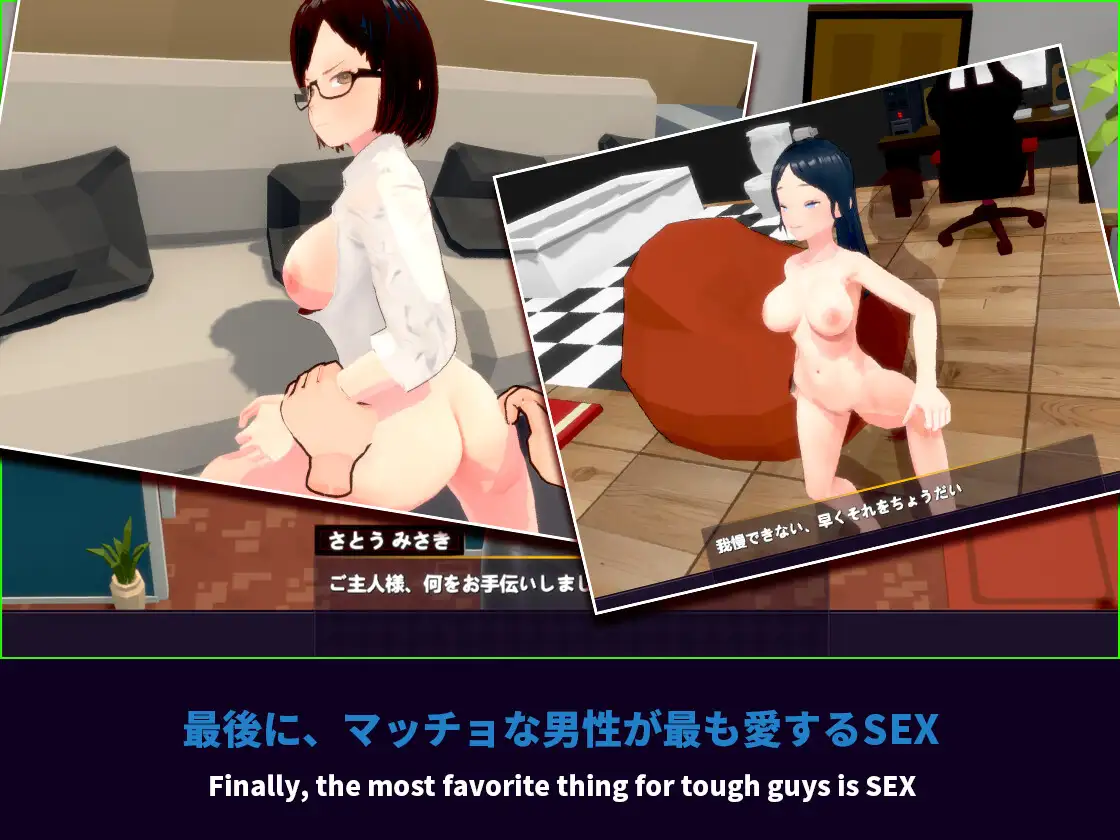 さとう みさき
ご主人様、何をお手伝いしまし
我慢できない、早くそれをちょうだい
最後に、マッチョな男性が最も愛するSEX
Finally, the most favorite thing for tough guys is SEX